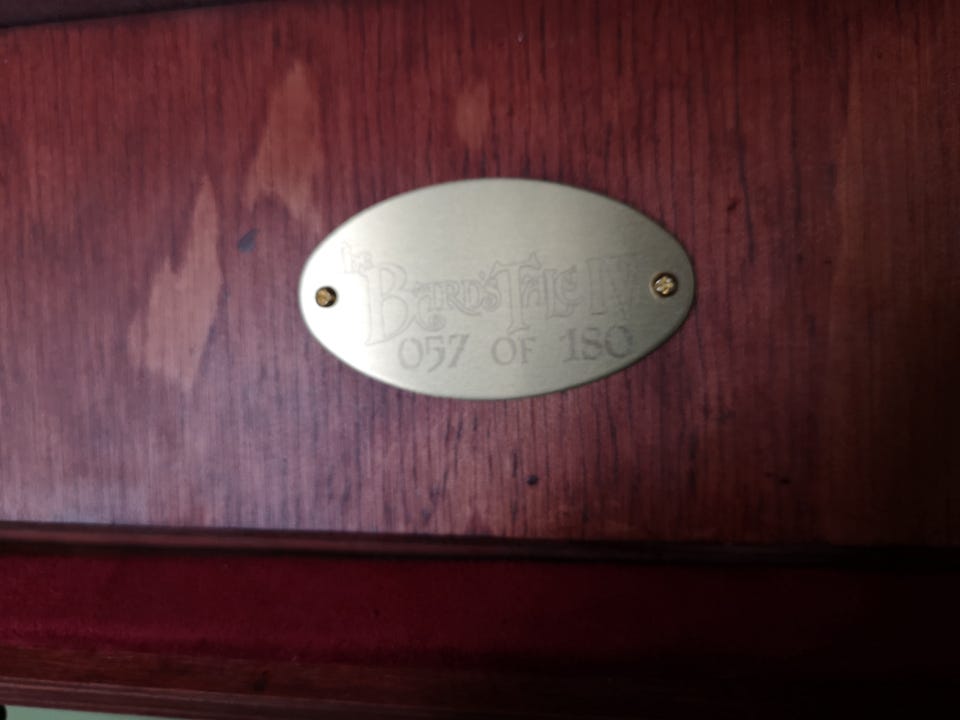 The Bard's Tale IV
057 OF 180